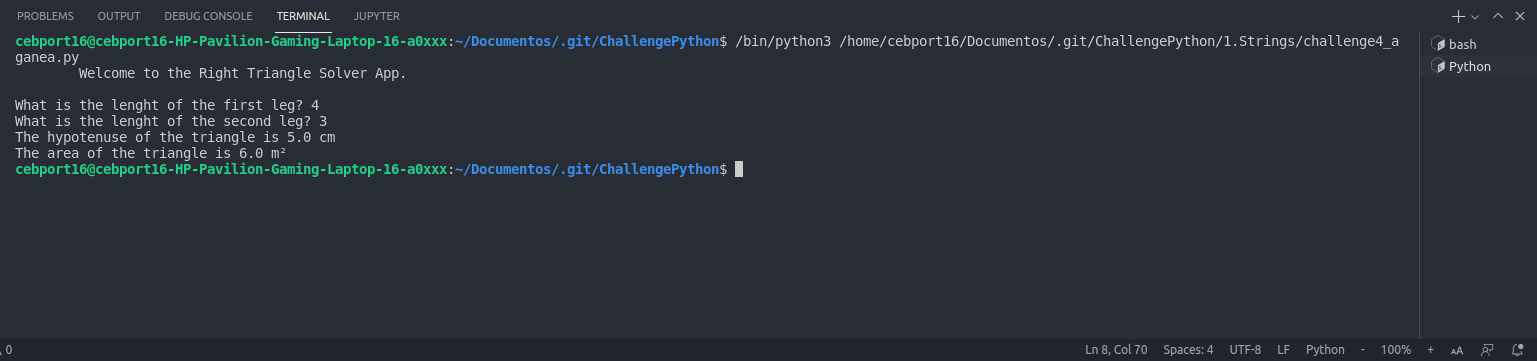 PROBLEMS OUTPUT DEBUG CONSOLE TERMINAL JUPYTER
cebport16@cebport16-HP-Pavilion-Gaming-Laptop-16-a0xxx:~/Documentos/.git/ChallengePython$ /bin/python3 /home/cebport16/Documentos/.git/ChallengePython/1.Strings/challenge4_a
ganea.py
Welcome to the Right Triangle Solver App.
What is the lenght of the first leg? 4
What is the lenght of the second leg? 3
The hypotenuse of the triangle is 5.0 cm
The area of the triangle is 6.0 m²
cebport16@cebport16-HP-Pavilion-Gaming-Laptop-16-a0xxx:~/Documentos/.git/ChallengePython$
bash
Python
0 Ln 8, Col 70 Spaces: 4 UTF-8 LF Python - 100% + AA